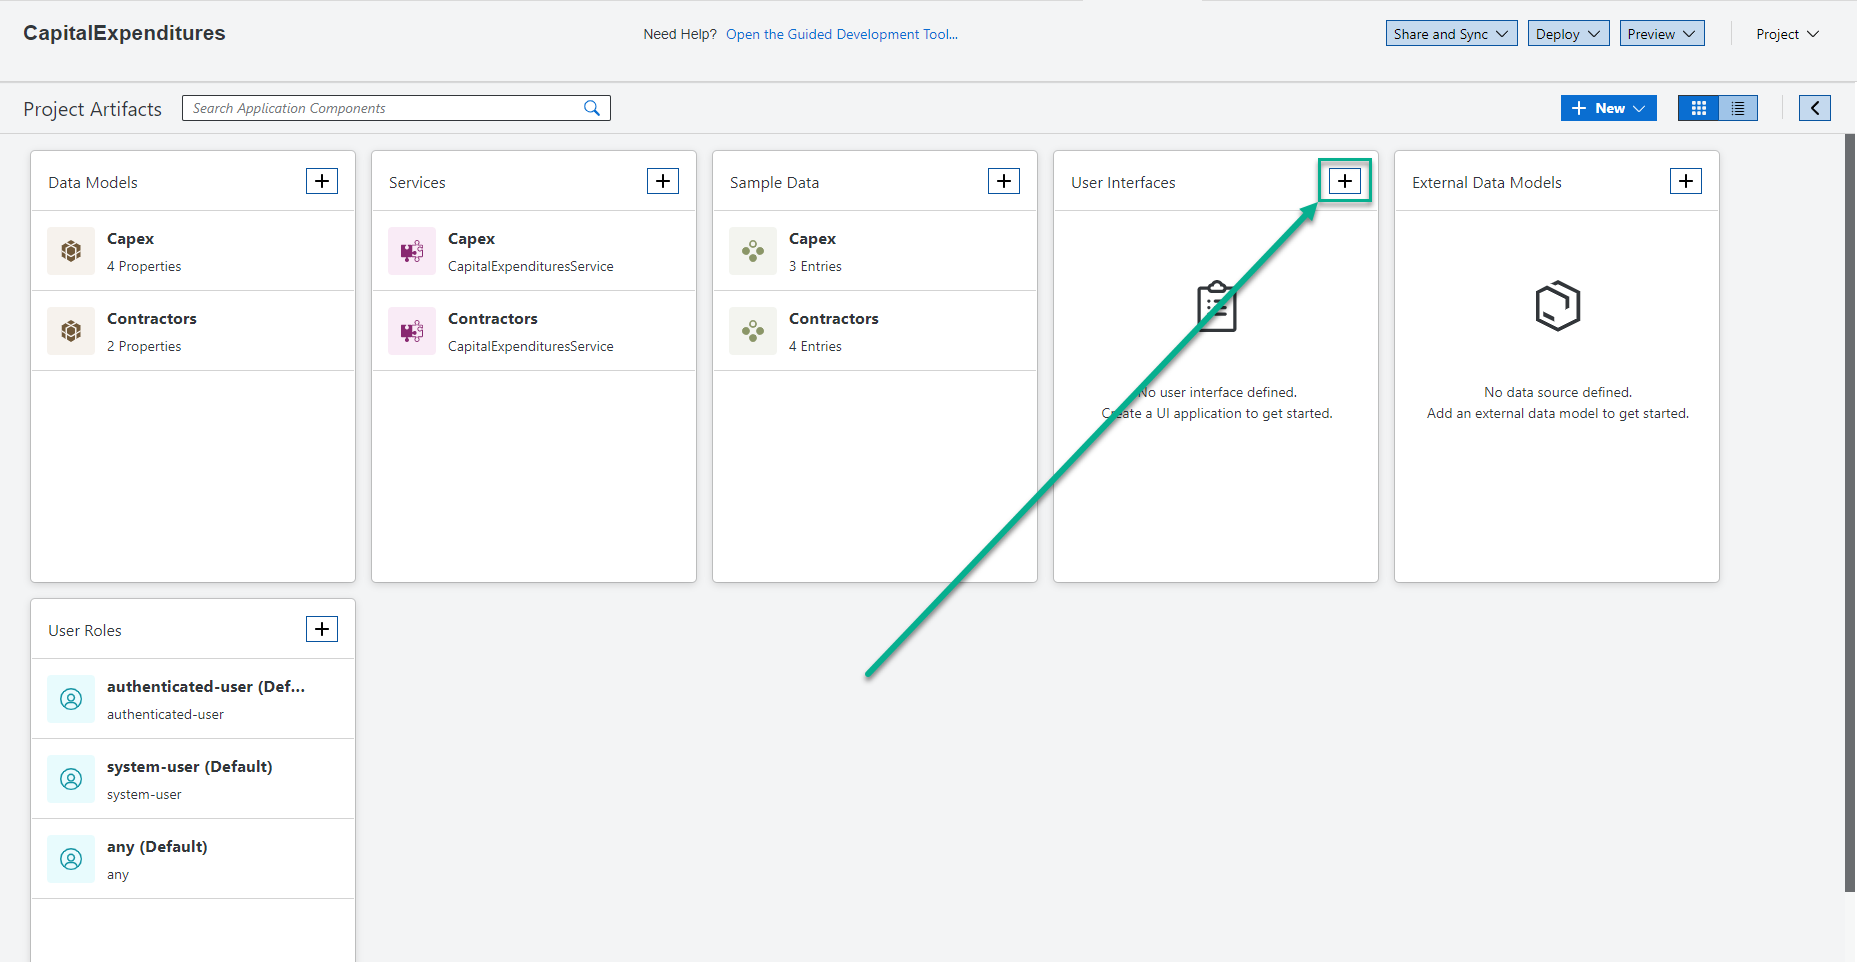 CapitalExpenditures
Need Help? Open the Guided Development Tool...
Share and Sync
Deploy
Preview
Project
Project Artifacts
Search Application Components
New
Data Models
Capex
4 Properties
Contractors
2 Properties
Services
Capex
CapitalExpendituresService
Contractors
CapitalExpendituresService
Sample Data
Capex
3 Entries
Contractors
4 Entries
User Interfaces
No user interface defined.
Create a UI application to get started.
External Data Models
No data source defined.
Add an external data model to get started.
User Roles
authenticated-user (Def...
authenticated-user
system-user (Default)
system-user
any (Default)
any